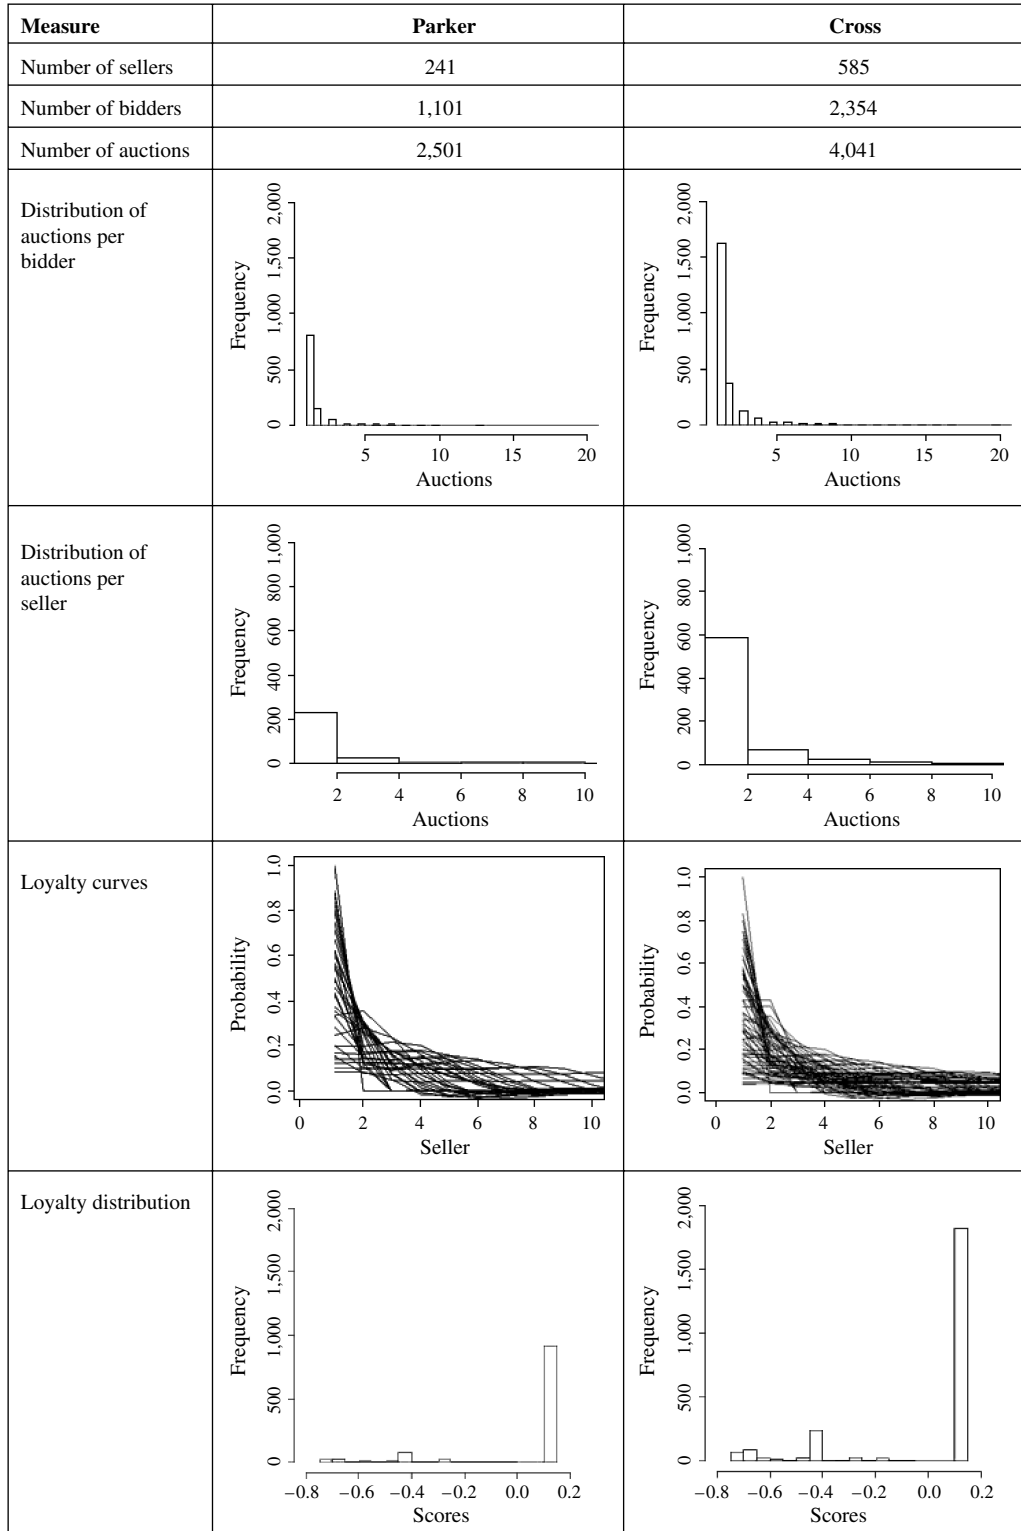 Measure Parker Cross
Number of sellers 241 585
Number of bidders 1,101 2,354
Number of auctions 2,501 4,041
Distribution of
auctions per
bidder
Frequency
0 500 1,000 1,500 2,000
5 10 15 20
Auctions
Frequency
0 500 1,000 1,500 2,000
5 10 15 20
Auctions
Distribution of
auctions per
seller
Frequency
0 200 400 600 800 1,000
2 4 6 8 10
Auctions
Frequency
0 200 400 600 800 1,000
2 4 6 8 10
Auctions
Loyalty curves
Probability
0.0 0.2 0.4 0.6 0.8 1.0
0 2 4 6 8 10
Seller
Probability
0.0 0.2 0.4 0.6 0.8 1.0
0 2 4 6 8 10
Seller
Loyalty distribution
Frequency
0 500 1,000 1,500 2,000
−0.8 −0.6 −0.4 −0.2 0.0 0.2
Scores
Frequency
0 500 1,000 1,500 2,000
−0.8 −0.6 −0.4 −0.2 0.0 0.2
Scores